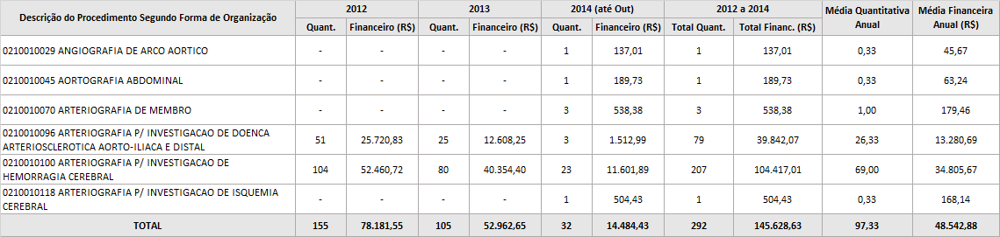 Descrição do Procedimento Segundo Forma de Organização 2012 2013 2014 (até Out) 2012 a 2014 Média Quantitativa Anual Média Financeira Anual (R$)
Quant. Financeiro (R$) Quant. Financeiro (R$) Quant. Financeiro (R$) Total Quant. Total Financ. (R$)
0210010029 ANGIOGRAFIA DE ARCO AORTICO - - - - 1 137,01 1 137,01 0,33 45,67
0210010045 AORTOGRAFIA ABDOMINAL - - - - 1 189,73 1 189,73 0,33 63,24
0210010070 ARTERIOGRAFIA DE MEMBRO - - - - 3 538,38 3 538,38 1,00 179,46
0210010096 ARTERIOGRAFIA P/ INVESTIGACAO DE DOENCA
ARTERIOSCLEROTICA AORTO-ILIACA E DISTAL 51 25.720,83 25 12.608,25 3 1.512,99 79 39.842,07 26,33 13.280,69
0210010100 ARTERIOGRAFIA P/ INVESTIGACAO DE
HEMORRAGIA CEREBRAL 104 52.460,72 80 40.354,40 23 11.601,89 207 104.417,01 69,00 34.805,67
0210010118 ARTERIOGRAFIA P/ INVESTIGACAO DE ISQUEMIA
CEREBRAL - - - - 1 504,43 1 504,43 0,33 168,14
TOTAL 155 78.181,55 105 52.962,65 32 14.484,43 292 145.628,63 97,33 48.542,88